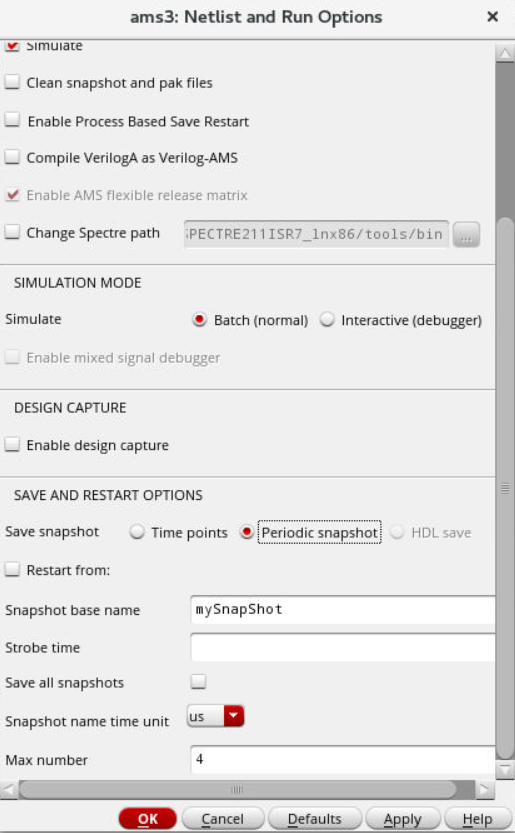 ams3: Netlist and Run Options
Simulate
Clean snapshot and pak files
Enable Process Based Save Restart
Compile VerilogA as Verilog-AMS
Enable AMS flexible release matrix
Change Spectre path PECTRE211ISR7_lnx86/tools/bin ...
SIMULATION MODE
Simulate Batch (normal) Interactive (debugger)
Enable mixed signal debugger
DESIGN CAPTURE
Enable design capture
SAVE AND RESTART OPTIONS
Save snapshot Time points Periodic snapshot HDL save
Restart from:
Snapshot base name mySnapShot
Strobe time
Save all snapshots
Snapshot name time unit us
Max number 4
OK Cancel Defaults Apply Help